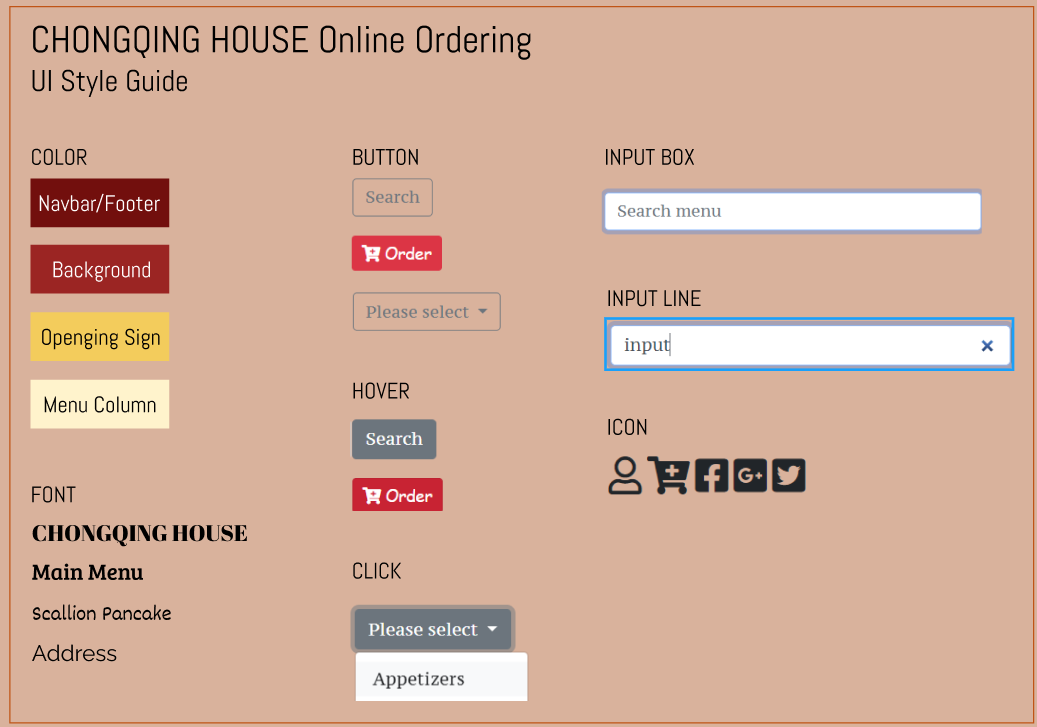 CHONGQING HOUSE Online Ordering
UI Style Guide
COLOR
Navbar/Footer
Background
Openging Sign
Menu Column
FONT
CHONGQING HOUSE
Main Menu
Scallion Pancake
Address
BUTTON
Search
Order
Please select
HOVER
Search
Order
CLICK
Please select
Appetizers
INPUT BOX
Search menu
INPUT LINE
input
ICON
G+